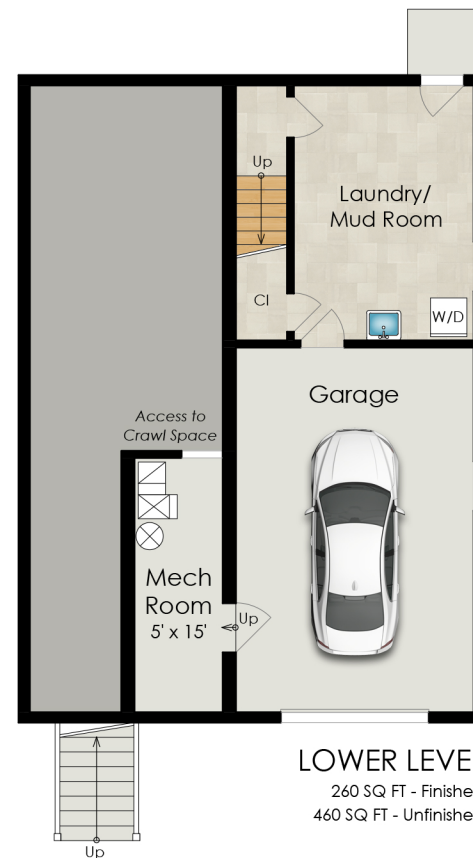 Up
Laundry/
Mud Room
Cl
W/D
Garage
Access to
Crawl Space
Mech
Room
5' x 15'
Up
LOWER LEVE
260 SQ FT - Finishe
460 SQ FT - Unfinishe
Up